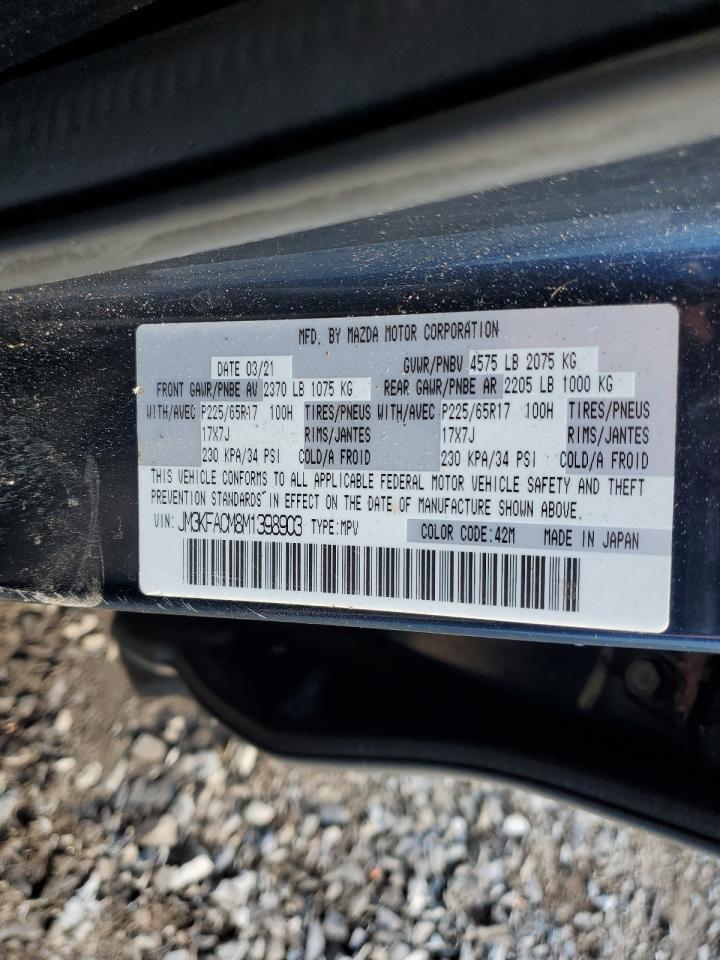 MFD. BY MAZDA MOTOR CORPORATION
DATE 03/21 GVWR/PNBV 4575 LB 2075 KG
FRONT GAWR/PNBE AV 2370 LB 1075 KG REAR GAWR/PNBE AR 2205 LB 1000 KG
WITH/AVEC P225/65R17 100H TIRES/PNEUS WITH/AVEC P225/65R17 100H TIRES/PNEUS
17X7J RIMS/JANTES 17X7J RIMS/JANTES
230 KPA/34 PSI COLD/A FROID 230 KPA/34 PSI COLD/A FROID
THIS VEHICLE CONFORMS TO ALL APPLICABLE FEDERAL MOTOR VEHICLE SAFETY AND THEFT
PREVENTION STANDARDS IN EFFECT ON THE DATE OF MANUFACTURE SHOWN ABOVE.
VIN: JM3KFACM8M1398903 TYPE:MPV COLOR CODE:42M MADE IN JAPAN